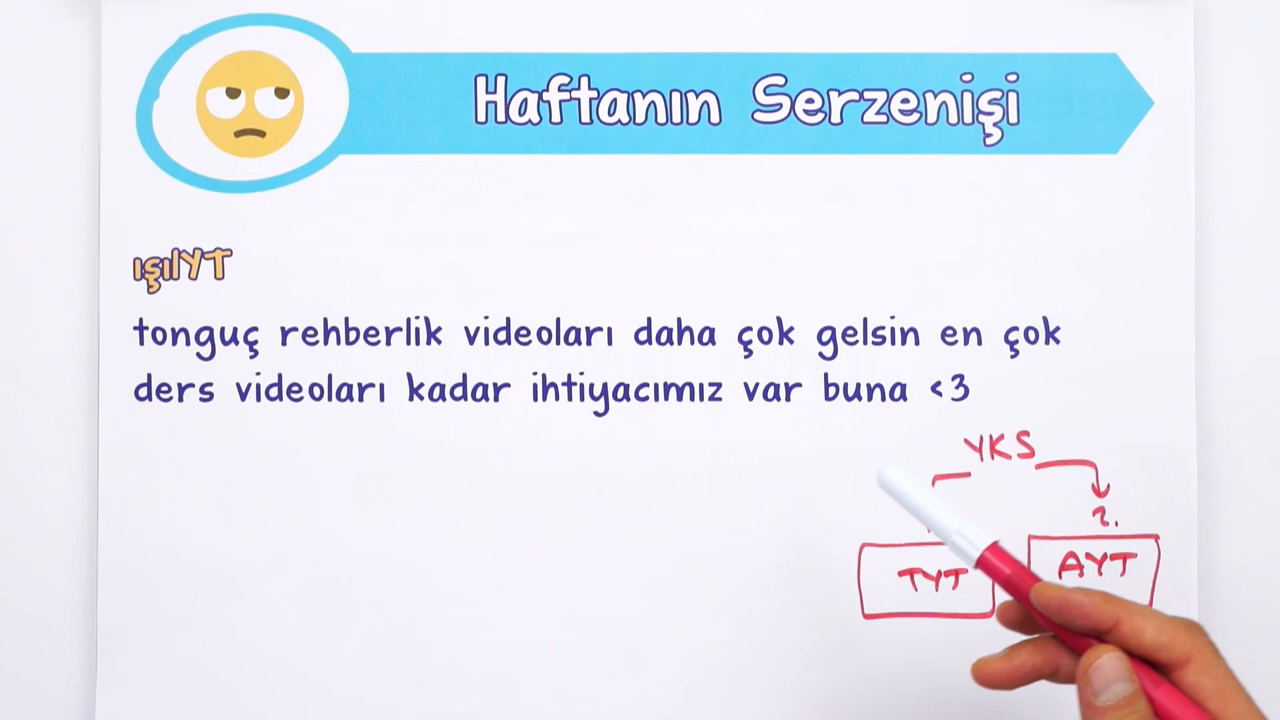 Haftanın Serzenişi
ışılYT
tonguç rehberlik videoları daha çok gelsin en çok
ders videoları kadar ihtiyacımız var buna <3
YKS
2.
TYT
AYT